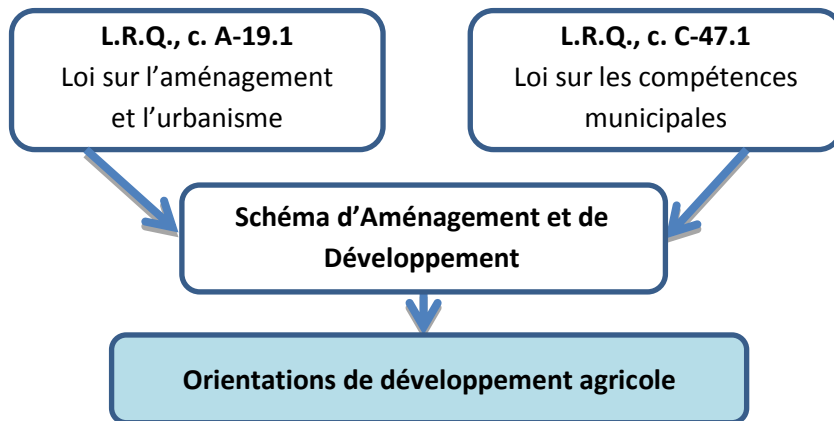 L.R.Q., c. A-19.1
Loi sur l’aménagement
et l’urbanisme
L.R.Q., c. C-47.1
Loi sur les compétences
municipales
Schéma d’Aménagement et de
Développement
Orientations de développement agricole